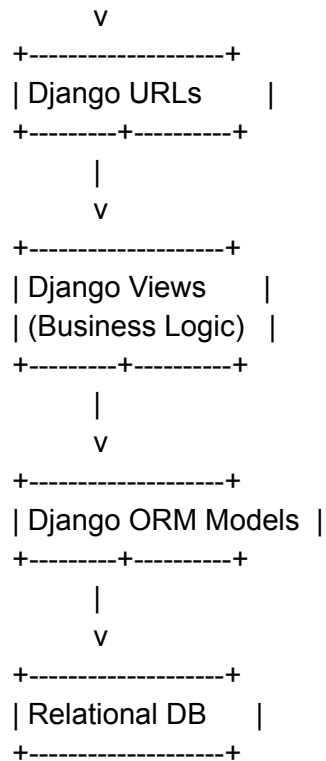 v
+--------------------+
| Django URLs        |
+---------+----------+
|
v
+--------------------+
| Django Views       |
| (Business Logic)   |
+---------+----------+
|
v
+--------------------+
| Django ORM Models  |
+---------+----------+
|
v
+--------------------+
| Relational DB      |
+--------------------+